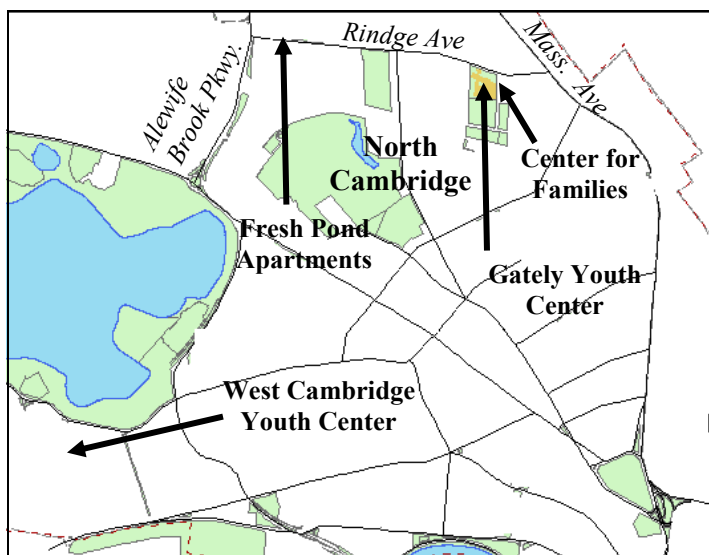 Rindge Ave
Mass. Ave
Alewife
Brook Pkwy.
North
Cambridge
Center for
Families
Fresh Pond
Apartments
Gately Youth
Center
West Cambridge
Youth Center